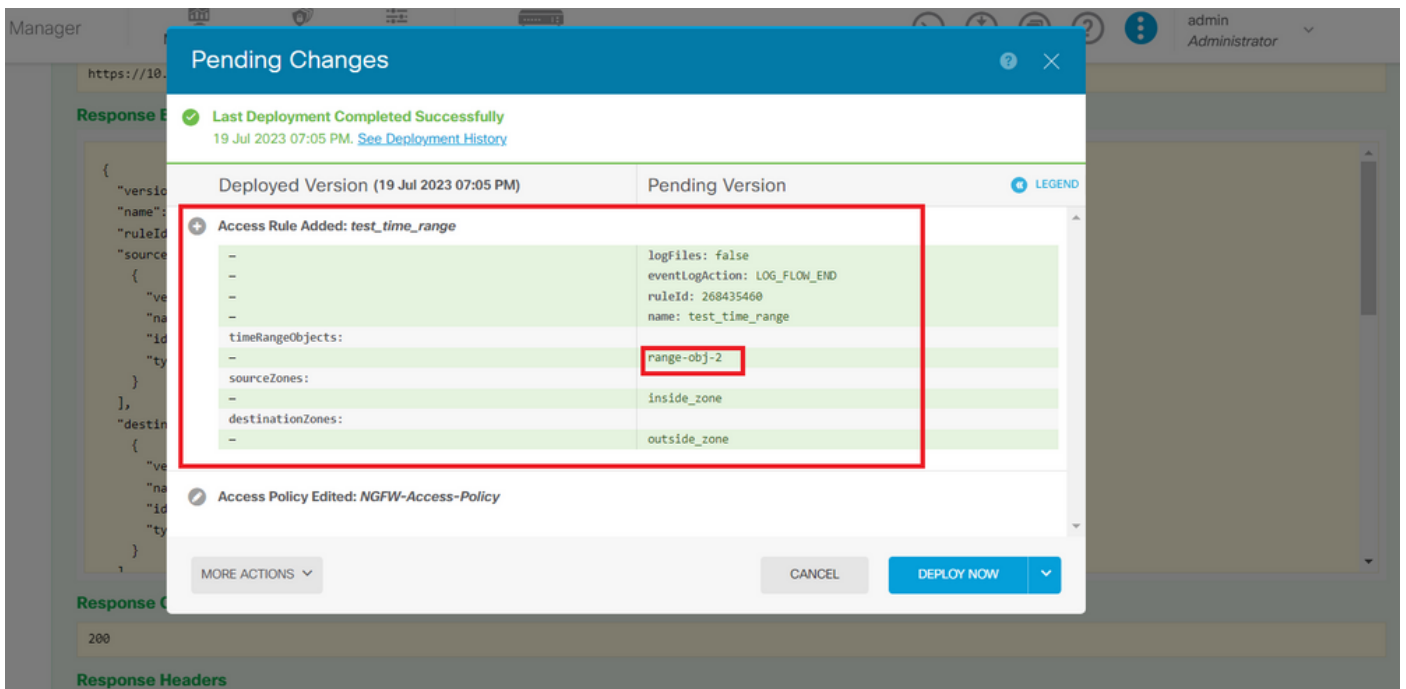 Manager
admin
Administrator
https://10.
Response
Pending Changes
Last Deployment Completed Successfully
19 Jul 2023 07:05 PM. See Deployment History
Deployed Version (19 Jul 2023 07:05 PM)
Pending Version
LEGEND
Access Rule Added: test_time_range
– logFiles: false
– eventLogAction: LOG_FLOW_END
– ruleId: 268435460
– name: test_time_range
timeRangeObjects:
– range-obj-2
sourceZones:
– inside_zone
destinationZones:
– outside_zone
Access Policy Edited: NGFW-Access-Policy
MORE ACTIONS
CANCEL
DEPLOY NOW
{
"versio
"name":
"ruleId
"source
{
"ve
"na
"id
"ty
}
],
"destin
{
"ve
"na
"id
"ty
}
Response
200
Response Headers